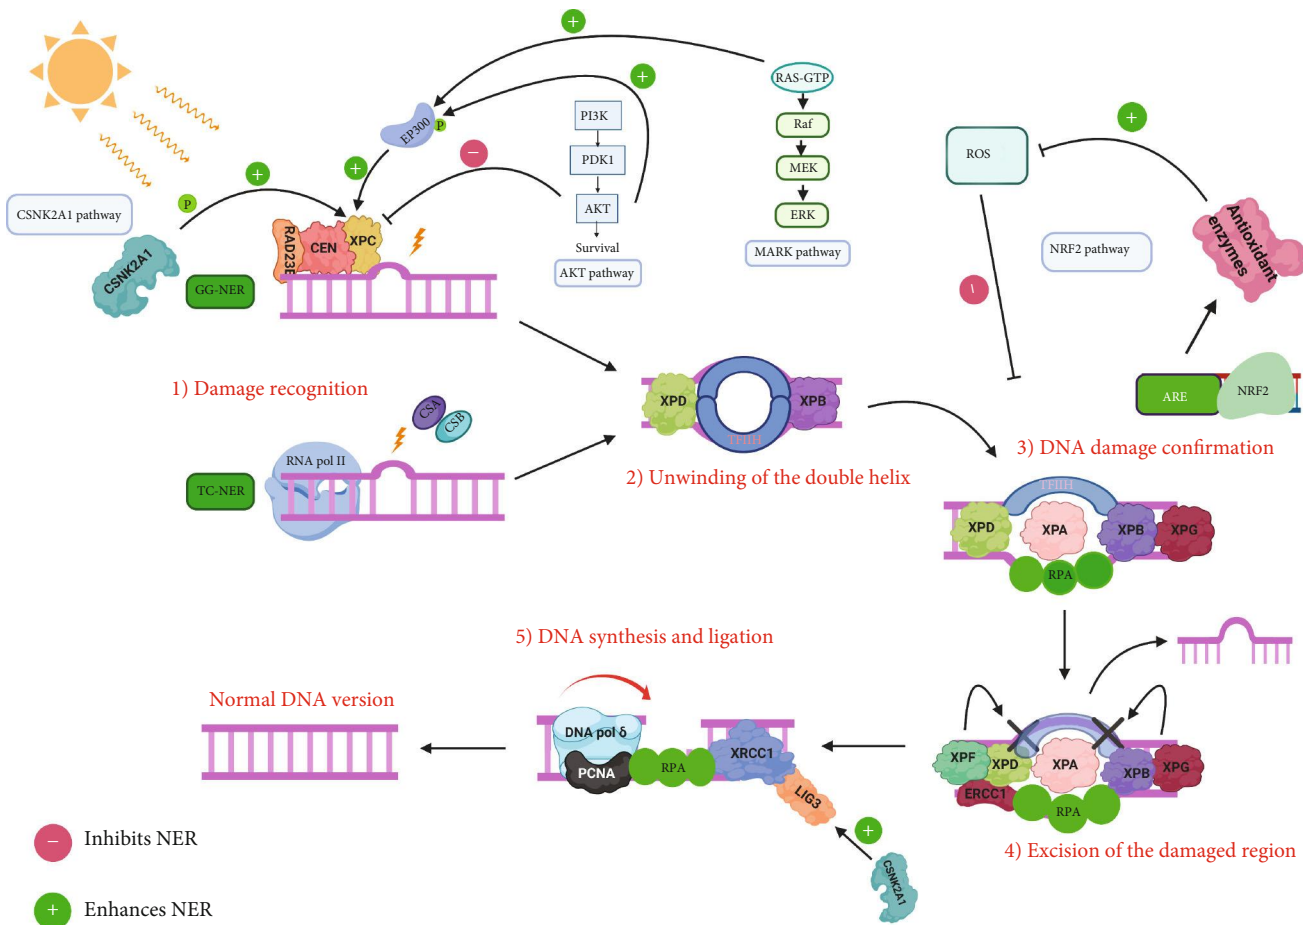 +
+
RAS-GTP
EP300
P
PI3K
Raf
+
ROS
–
+
PDK1
MEK
+
P
CSNK2A1 pathway
AKT
ERK
RAD23B
CEN
XPC
Survival
MARK pathway
NRF2 pathway
Antioxidant
enzymes
CSNK2A1
GG-NER
AKT pathway
–
1) Damage recognition
XPD
XPB
TFIIH
ARE
NRF2
CSA
CSB
RNA pol II
TC-NER
2) Unwinding of the double helix
3) DNA damage confirmation
TFIIH
XPD
XPA
XPB
XPG
RPA
5) DNA synthesis and ligation
Normal DNA version
DNA pol δ
PCNA
RPA
XRCC1
LIG3
XPF
XPD
XPA
XPB
XPG
ERCC1
RPA
+
CSNK2A1
4) Excision of the damaged region
– Inhibits NER
+ Enhances NER